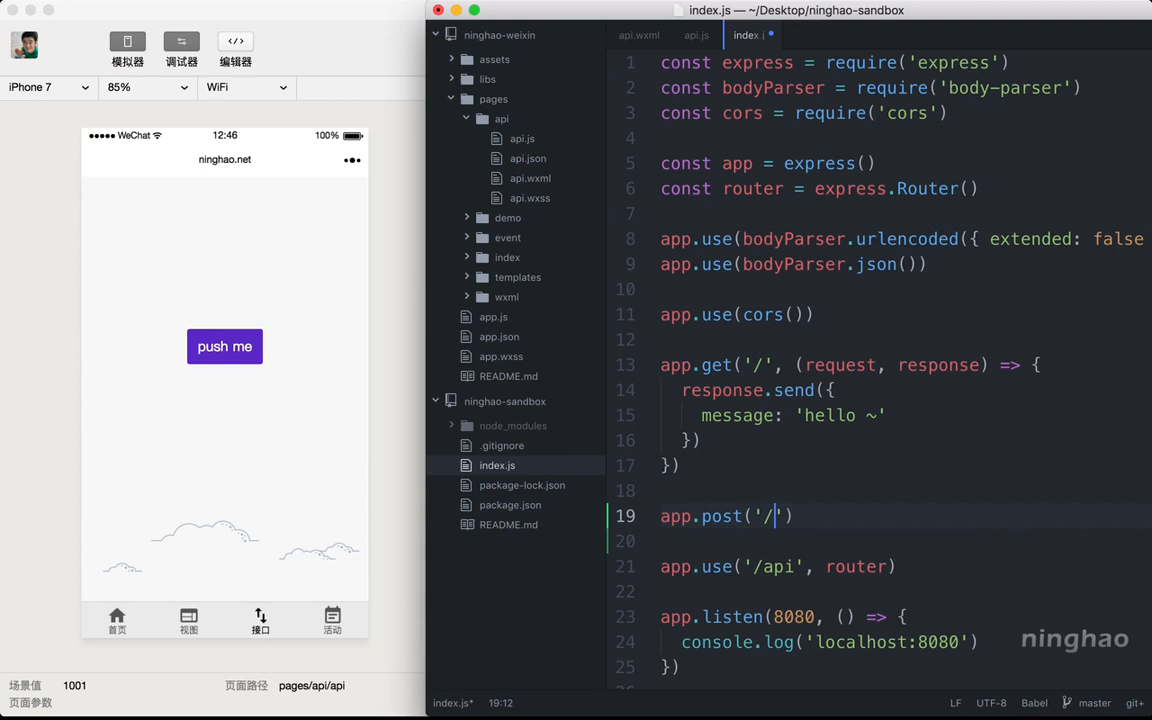 index.js — ~/Desktop/ninghao-sandbox
模拟器
调试器
编辑器
iPhone 7
85%
WiFi
WeChat
12:46
100%
ninghao.net
push me
首页
视图
接口
活动
场景值
1001
页面路径
pages/api/api
页面参数
ninghao-weixin
assets
libs
pages
api
api.js
api.json
api.wxml
api.wxss
demo
event
index
templates
wxml
app.js
app.json
app.wxss
README.md
ninghao-sandbox
node_modules
.gitignore
index.js
package-lock.json
package.json
README.md
api.wxml
api.js
index.j
1 const express = require('express')
2 const bodyParser = require('body-parser')
3 const cors = require('cors')
4
5 const app = express()
6 const router = express.Router()
7
8 app.use(bodyParser.urlencoded({ extended: false
9 app.use(bodyParser.json())
10
11 app.use(cors())
12
13 app.get('/', (request, response) => {
14 response.send({
15 message: 'hello ~'
16 })
17 })
18
19 app.post('/')
20
21 app.use('/api', router)
22
23 app.listen(8080, () => {
24 console.log('localhost:8080')
25 })
ninghao
index.js*
19:12
LF
UTF-8
Babel
master
git+